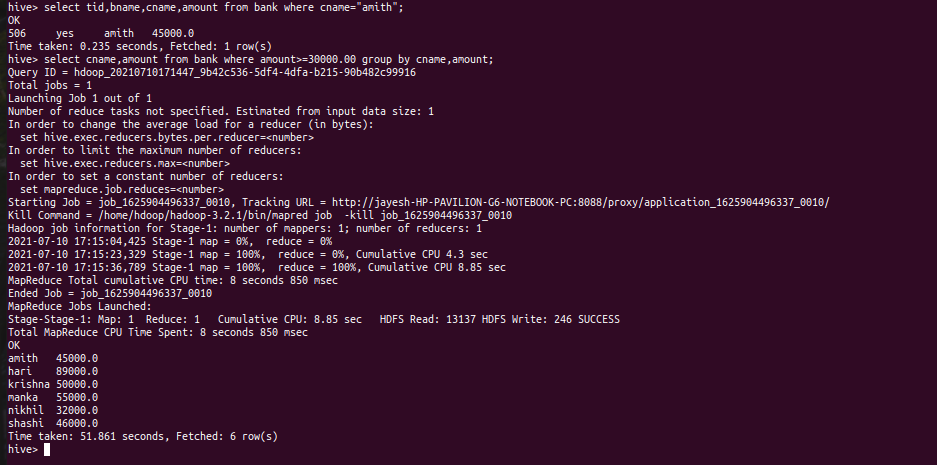 hive> select tid,bname,cname,amount from bank where cname="amith";
OK
506     yes     amith   45000.0
Time taken: 0.235 seconds, Fetched: 1 row(s)
hive> select cname,amount from bank where amount>=30000.00 group by cname,amount;
Query ID = hdoop_20210710171447_9b42c536-5df4-4dfa-b215-90b482c99916
Total jobs = 1
Launching Job 1 out of 1
Number of reduce tasks not specified. Estimated from input data size: 1
In order to change the average load for a reducer (in bytes):
  set hive.exec.reducers.bytes.per.reducer=<number>
In order to limit the maximum number of reducers:
  set hive.exec.reducers.max=<number>
In order to set a constant number of reducers:
  set mapreduce.job.reduces=<number>
Starting Job = job_1625904496337_0010, Tracking URL = http://jayesh-HP-PAVILION-G6-NOTEBOOK-PC:8088/proxy/application_1625904496337_0010/
Kill Command = /home/hdoop/hadoop-3.2.1/bin/mapred job  -kill job_1625904496337_0010
Hadoop job information for Stage-1: number of mappers: 1; number of reducers: 1
2021-07-10 17:15:04,425 Stage-1 map = 0%,  reduce = 0%
2021-07-10 17:15:23,329 Stage-1 map = 100%,  reduce = 0%, Cumulative CPU 4.3 sec
2021-07-10 17:15:36,789 Stage-1 map = 100%,  reduce = 100%, Cumulative CPU 8.85 sec
MapReduce Total cumulative CPU time: 8 seconds 850 msec
Ended Job = job_1625904496337_0010
MapReduce Jobs Launched:
Stage-Stage-1: Map: 1  Reduce: 1   Cumulative CPU: 8.85 sec   HDFS Read: 13137 HDFS Write: 246 SUCCESS
Total MapReduce CPU Time Spent: 8 seconds 850 msec
OK
amith   45000.0
hari    89000.0
krishna 50000.0
manka   55000.0
nikhil  32000.0
shashi  46000.0
Time taken: 51.861 seconds, Fetched: 6 row(s)
hive>